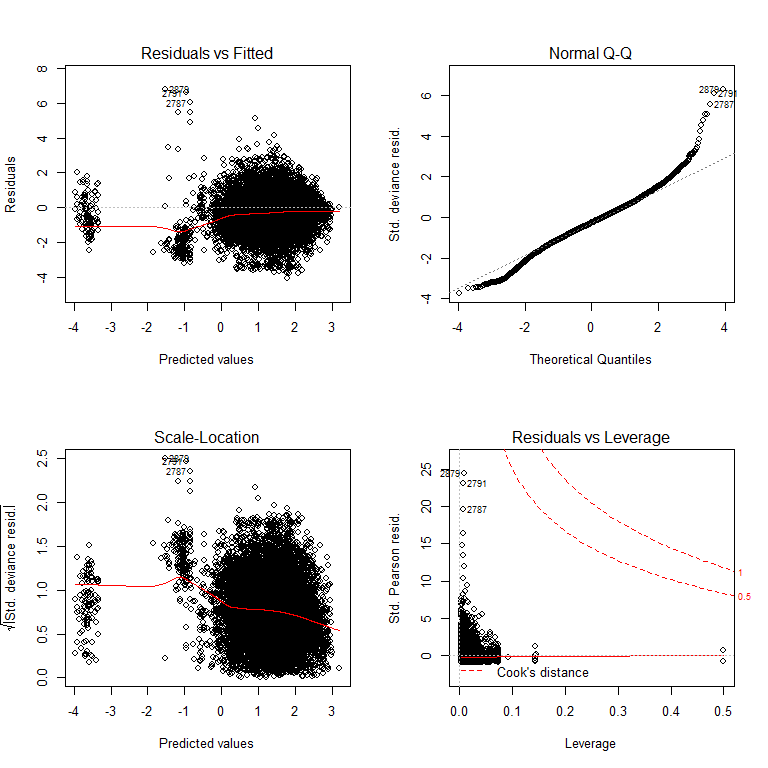 Residuals vs Fitted
Residuals
8
6
4
2
0
-2
-4
2879
2791
2787
-4 -3 -2 -1 0 1 2 3
Predicted values
Normal Q-Q
Std. deviance resid.
6
4
2
0
-2
-4
2879
2791
2787
-4 -2 0 2 4
Theoretical Quantiles
Scale-Location
√|Std. deviance resid.|
2.5
2.0
1.5
1.0
0.5
0.0
2879
2791
2787
-4 -3 -2 -1 0 1 2 3
Predicted values
Residuals vs Leverage
Std. Pearson resid.
25
20
15
10
5
0
2879
2791
2787
1
0.5
Cook's distance
0.0 0.1 0.2 0.3 0.4 0.5
Leverage